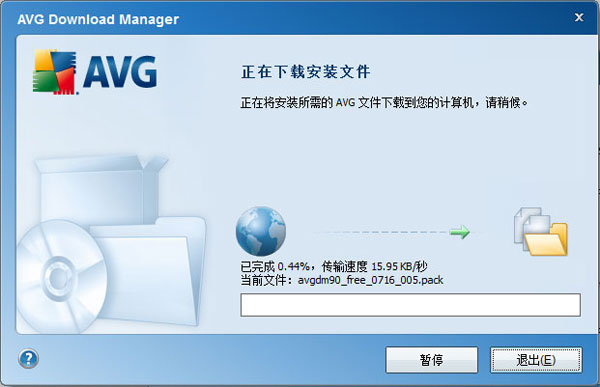 AVG Download Manager
AVG
正在下载安装文件
正在将安装所需的 AVG 文件下载到您的计算机，请稍候。
已完成 0.44%，传输速度 15.95 KB/秒
当前文件：avgdm90_free_0716_005.pack
?
暂停
退出(E)